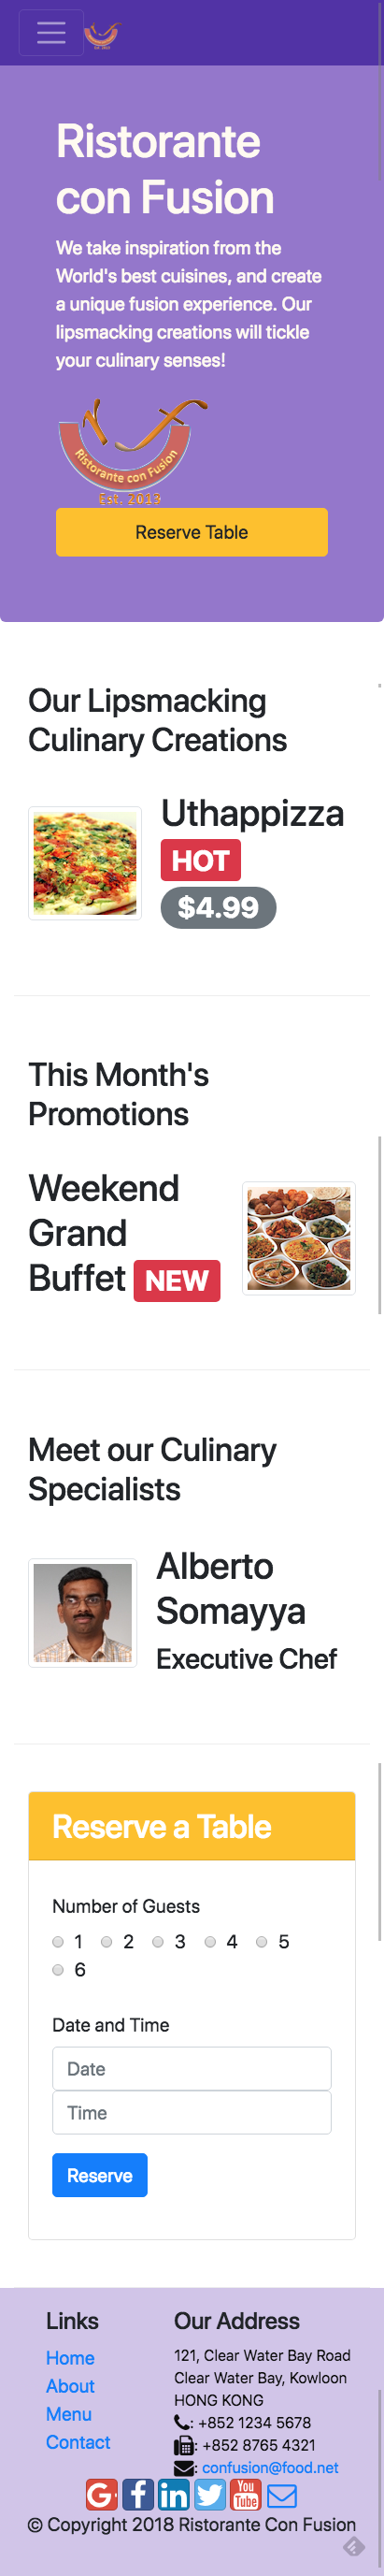 Ristorante
con Fusion
We take inspiration from the
World's best cuisines, and create
a unique fusion experience. Our
lipsmacking creations will tickle
your culinary senses!
Ristorante con Fusion
Est. 2013
Reserve Table
Our Lipsmacking
Culinary Creations
Uthappizza
HOT
$4.99
This Month's
Promotions
Weekend
Grand
Buffet NEW
Meet our Culinary
Specialists
Alberto
Somayya
Executive Chef
Reserve a Table
Number of Guests
1 2 3 4 5
6
Date and Time
Date
Time
Reserve
Links
Home
About
Menu
Contact
Our Address
121, Clear Water Bay Road
Clear Water Bay, Kowloon
HONG KONG
: +852 1234 5678
: +852 8765 4321
: confusion@food.net
G+ f in You Tube
© Copyright 2018 Ristorante Con Fusion